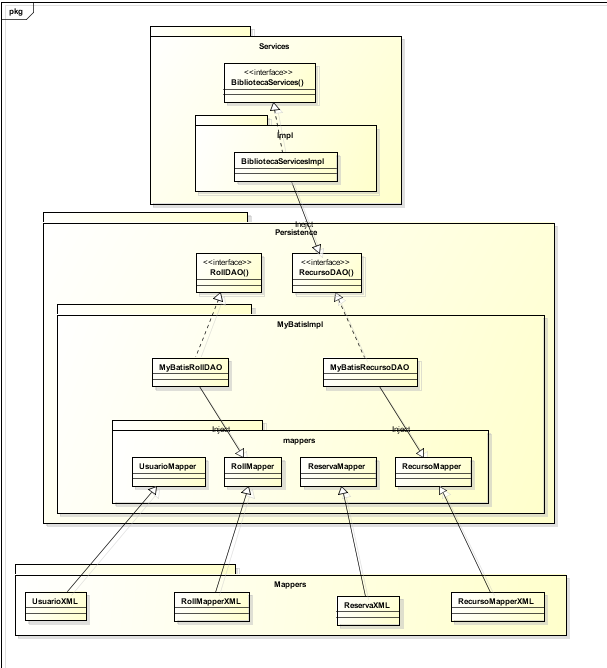 pkg
Services
<<interface>>
BibliotecaServices()
Impl
BibliotecaServicesImpl
Inejct
Persistence
<<interface>>
RollDAO()
<<interface>>
RecursoDAO()
MyBatisImpl
MyBatisRollDAO
MyBatisRecursoDAO
Inject
Inject
mappers
UsuarioMapper
RollMapper
ReservaMapper
RecursoMapper
Mappers
UsuarioXML
RollMapperXML
ReservaXML
RecursoMapperXML